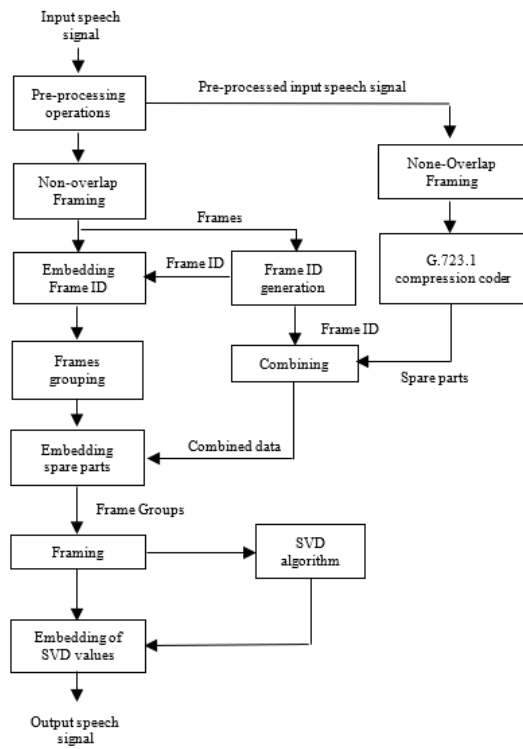 Input speech
signal
Pre-processing
operations
Pre-processed input speech signal
Non-overlap
Framing
None-Overlap
Framing
Frames
Embedding
Frame ID
Frame ID
Frame ID
generation
G.723.1
compression coder
Frame ID
Frames
grouping
Combining
Spare parts
Embedding
spare parts
Combined data
Frame Groups
Framing
SVD
algorithm
Embedding of
SVD values
Output speech
signal